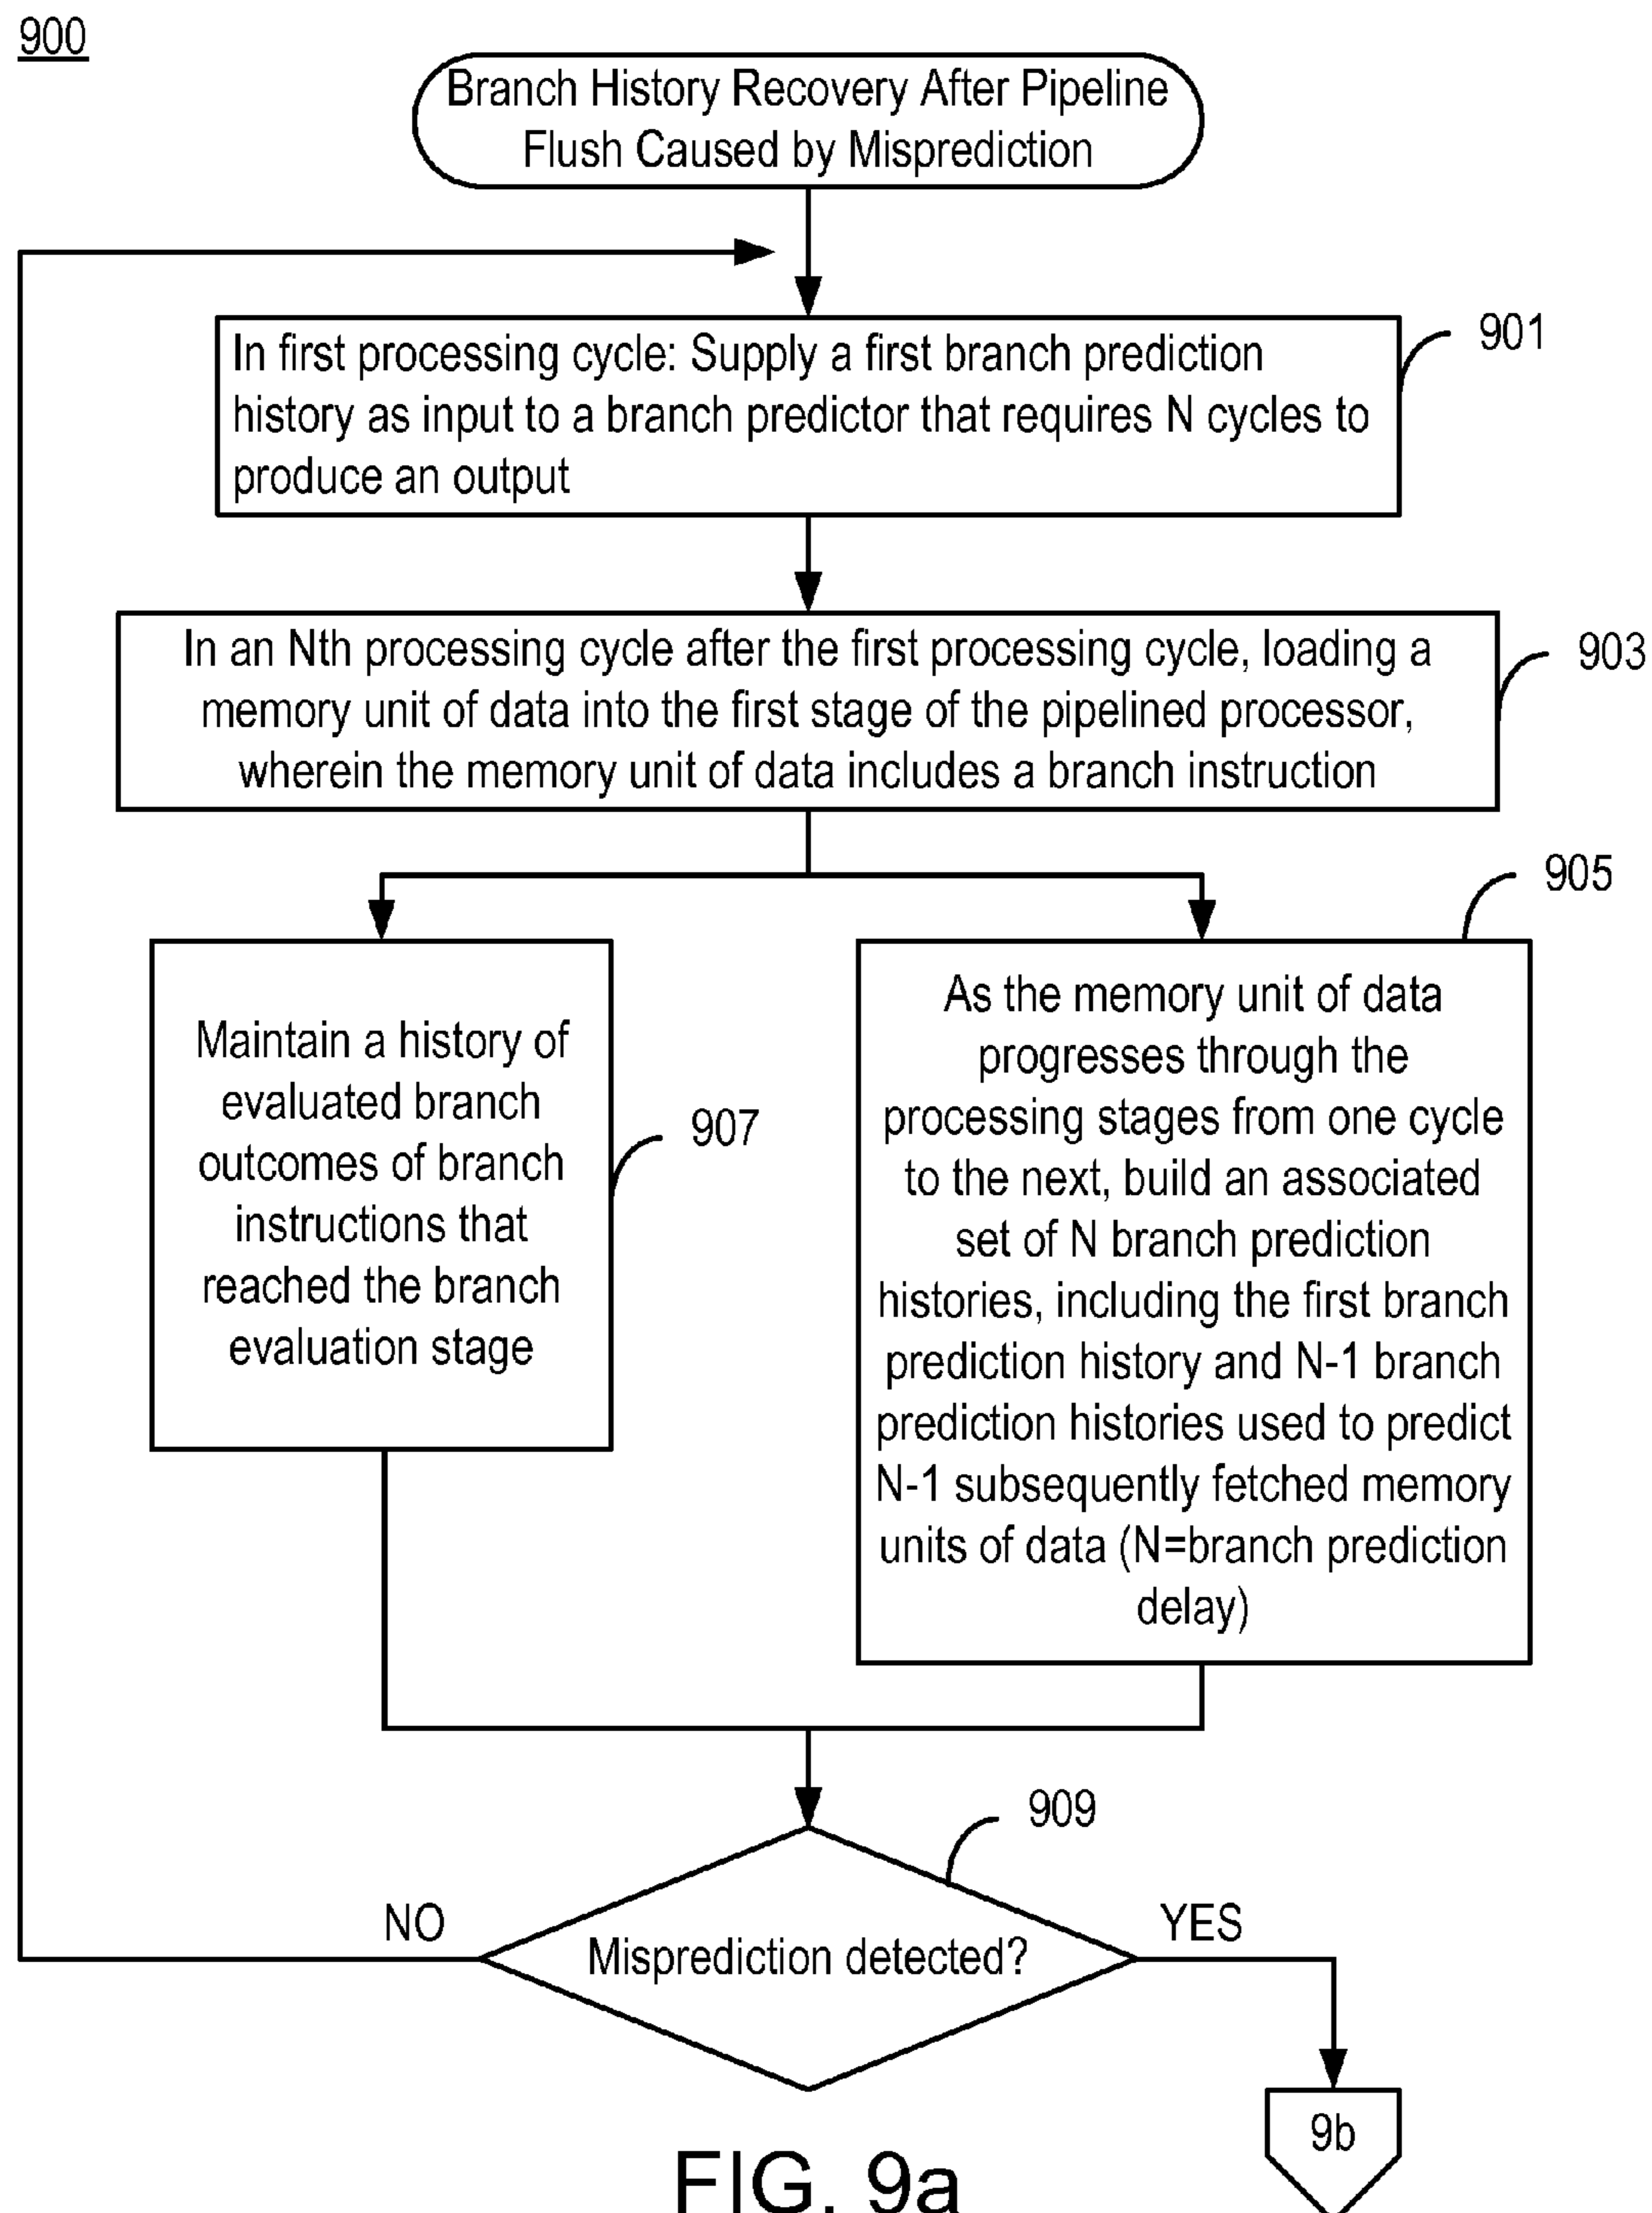 900
Branch History Recovery After Pipeline
Flush Caused by Misprediction
In first processing cycle: Supply a first branch prediction
history as input to a branch predictor that requires N cycles to
produce an output
901
In an Nth processing cycle after the first processing cycle, loading a
memory unit of data into the first stage of the pipelined processor,
wherein the memory unit of data includes a branch instruction
903
Maintain a history of
evaluated branch
outcomes of branch
instructions that
reached the branch
evaluation stage
907
As the memory unit of data
progresses through the
processing stages from one cycle
to the next, build an associated
set of N branch prediction
histories, including the first branch
prediction history and N-1 branch
prediction histories used to predict
N-1 subsequently fetched memory
units of data (N=branch prediction
delay)
905
909
NO
Misprediction detected?
YES
9b
FIG. 9a